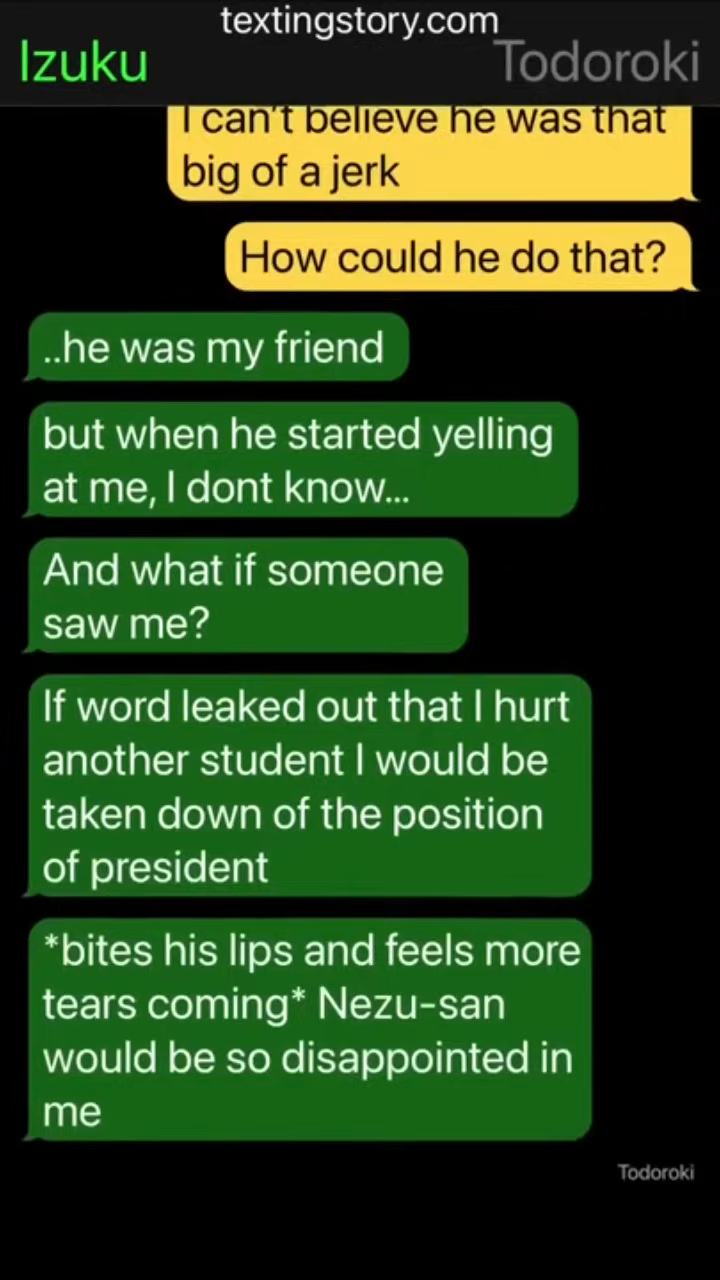 textingstory.com
Izuku
Todoroki
I can't believe he was that
big of a jerk
How could he do that?
..he was my friend
but when he started yelling
at me, I dont know...
And what if someone
saw me?
If word leaked out that I hurt
another student I would be
taken down of the position
of president
*bites his lips and feels more
tears coming* Nezu-san
would be so disappointed in
me
Todoroki